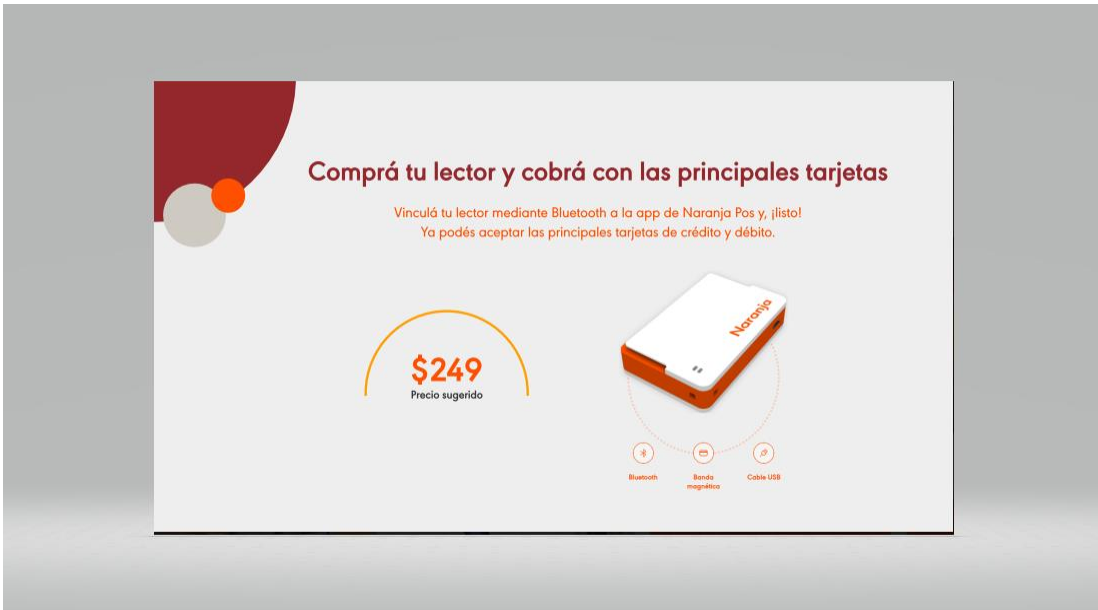 Comprá tu lector y cobrá con las principales tarjetas
Vinculá tu lector mediante Bluetooth a la app de Naranja Pos y, ¡listo!
Ya podés aceptar las principales tarjetas de crédito y débito.
$249
Precio sugerido
Naranja
Bluetooth
Banda
magnética
Cable USB